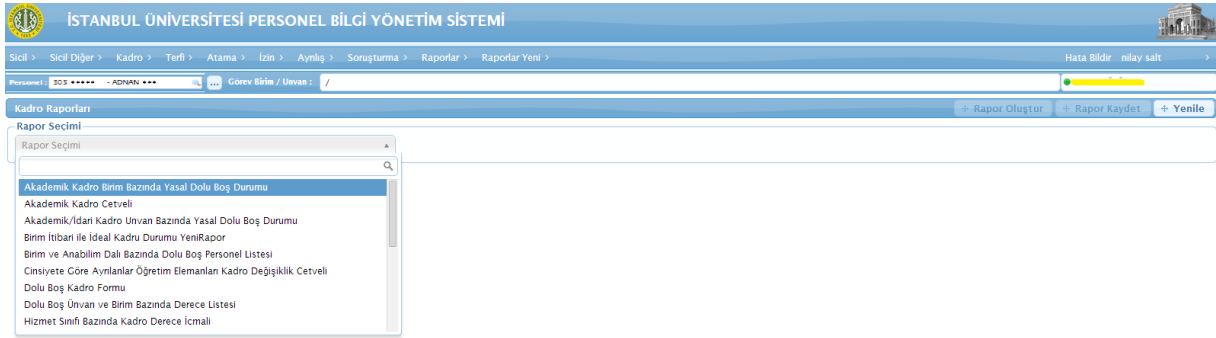 İSTANBUL ÜNİVERSİTESİ PERSONEL BİLGİ YÖNETİM SİSTEMİ
Sicil > Sicil Diğer > Kadro > Terfi > Atama > İzin > Ayrılış > Soruşturma > Raporlar > Raporlar Yeni > Hata Bildir nilay salt >
Personel : - ADNAN *** ... Görev Birim / Unvan : /
Kadro Raporları Rapor Oluştur Rapor Kaydet Yenile
Rapor Seçimi
Rapor Seçimi
Akademik Kadro Birim Bazında Yasal Dolu Boş Durumu
Akademik Kadro Cetveli
Akademik/İdari Kadro Unvan Bazında Yasal Dolu Boş Durumu
Birim İtibari ile İdeal Kadru Durumu YeniRapor
Birim ve Anabilim Dalı Bazında Dolu Boş Personel Listesi
Cinsiyete Göre Ayrılanlar Öğretim Elemanları Kadro Değişiklik Cetveli
Dolu Boş Kadro Formu
Dolu Boş Ünvan ve Birim Bazında Derece Listesi
Hizmet Sınıfı Bazında Kadro Derece İcmali